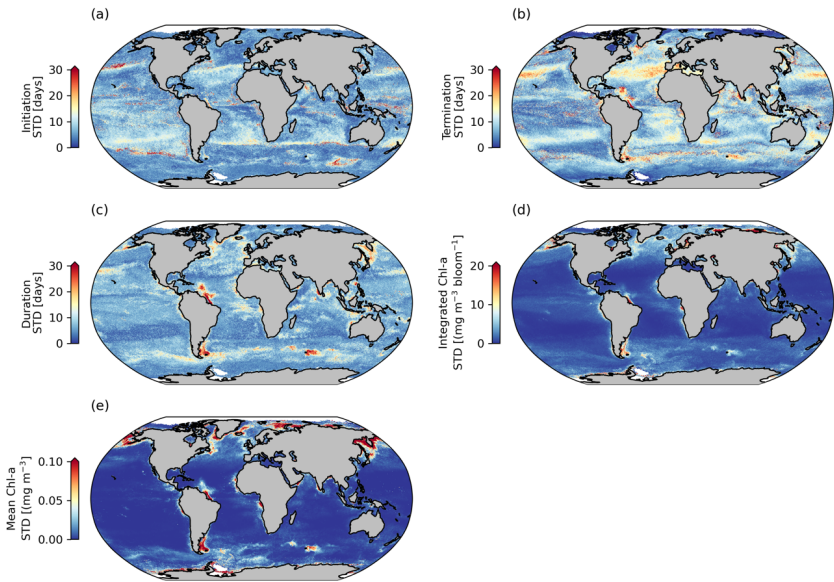 (a)
(b)
Initiation
STD [days]
30
20
10
0
Termination
STD [days]
30
20
10
0
(c)
(d)
Duration
STD [days]
30
20
10
0
Integrated Chl-a
STD [(mg m⁻³ bloom⁻¹]
20
10
0
(e)
Mean Chl-a
STD [(mg m⁻³]
0.10
0.05
0.00